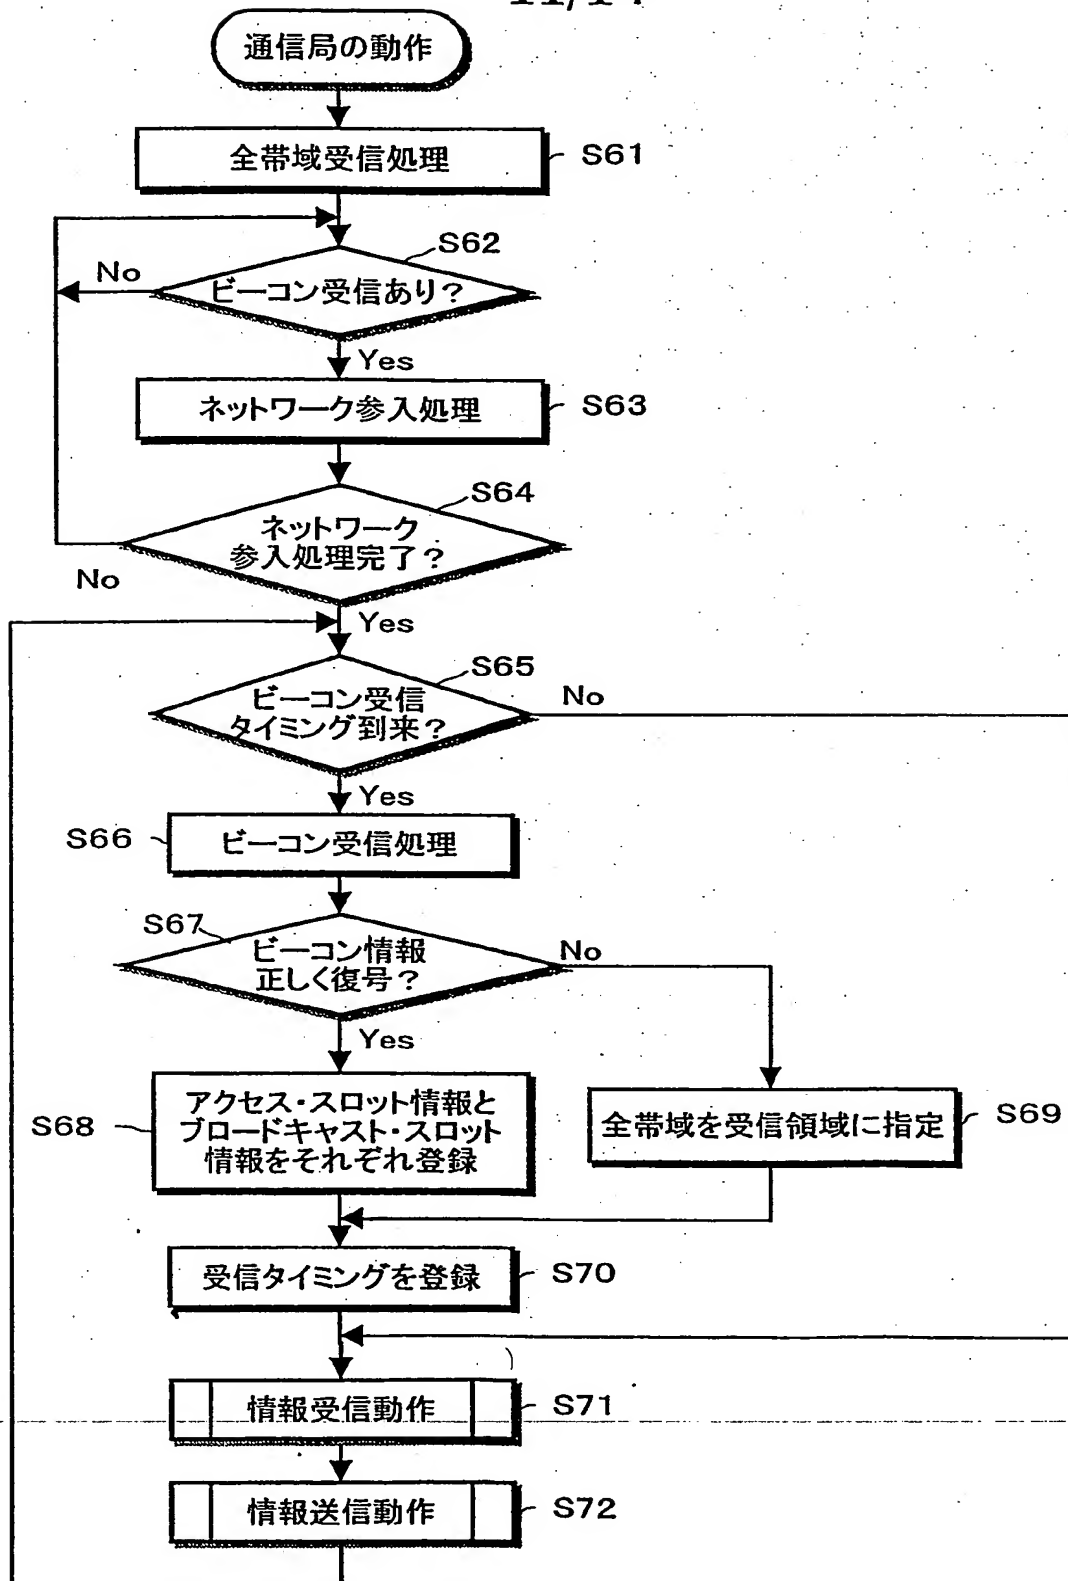 通信局の動作
全帯域受信処理
S61
S62
No
ビーコン受信あり?
Yes
ネットワーク参入処理
S63
S64
ネットワーク
参入処理完了?
No
Yes
S65
ビーコン受信
タイミング到来?
No
Yes
S66
ビーコン受信処理
S67
ビーコン情報
正しく復号?
No
Yes
S68
アクセス・スロット情報と
ブロードキャスト・スロット
情報をそれぞれ登録
全帯域を受信領域に指定
S69
受信タイミングを登録
S70
情報受信動作
S71
情報送信動作
S72